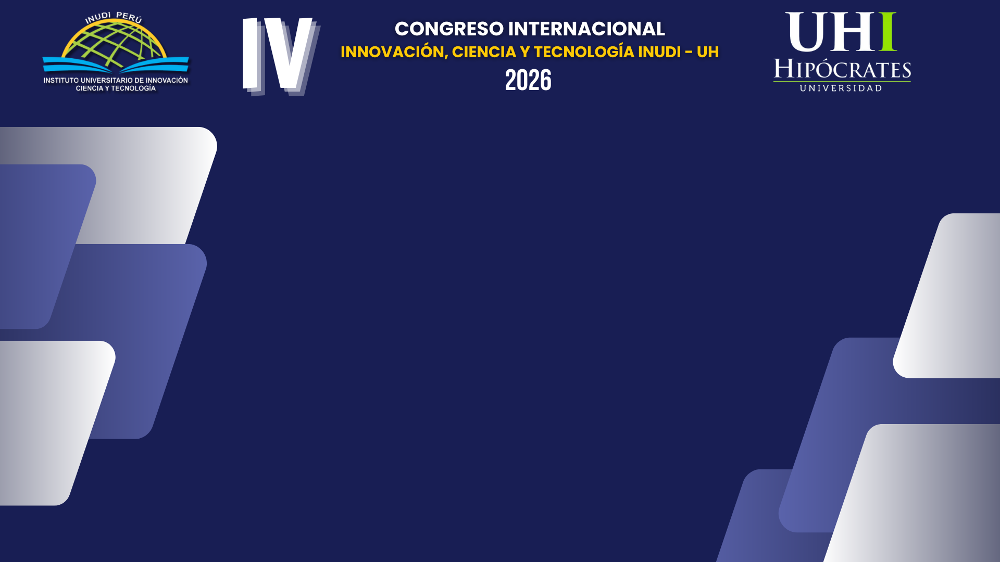 INUDI PERÚ
INSTITUTO UNIVERSITARIO DE INNOVACIÓN
CIENCIA Y TECNOLOGÍA
IV
CONGRESO INTERNACIONAL
INNOVACIÓN, CIENCIA Y TECNOLOGÍA INUDI - UH
2026
UHI
HIPÓCRATES
UNIVERSIDAD